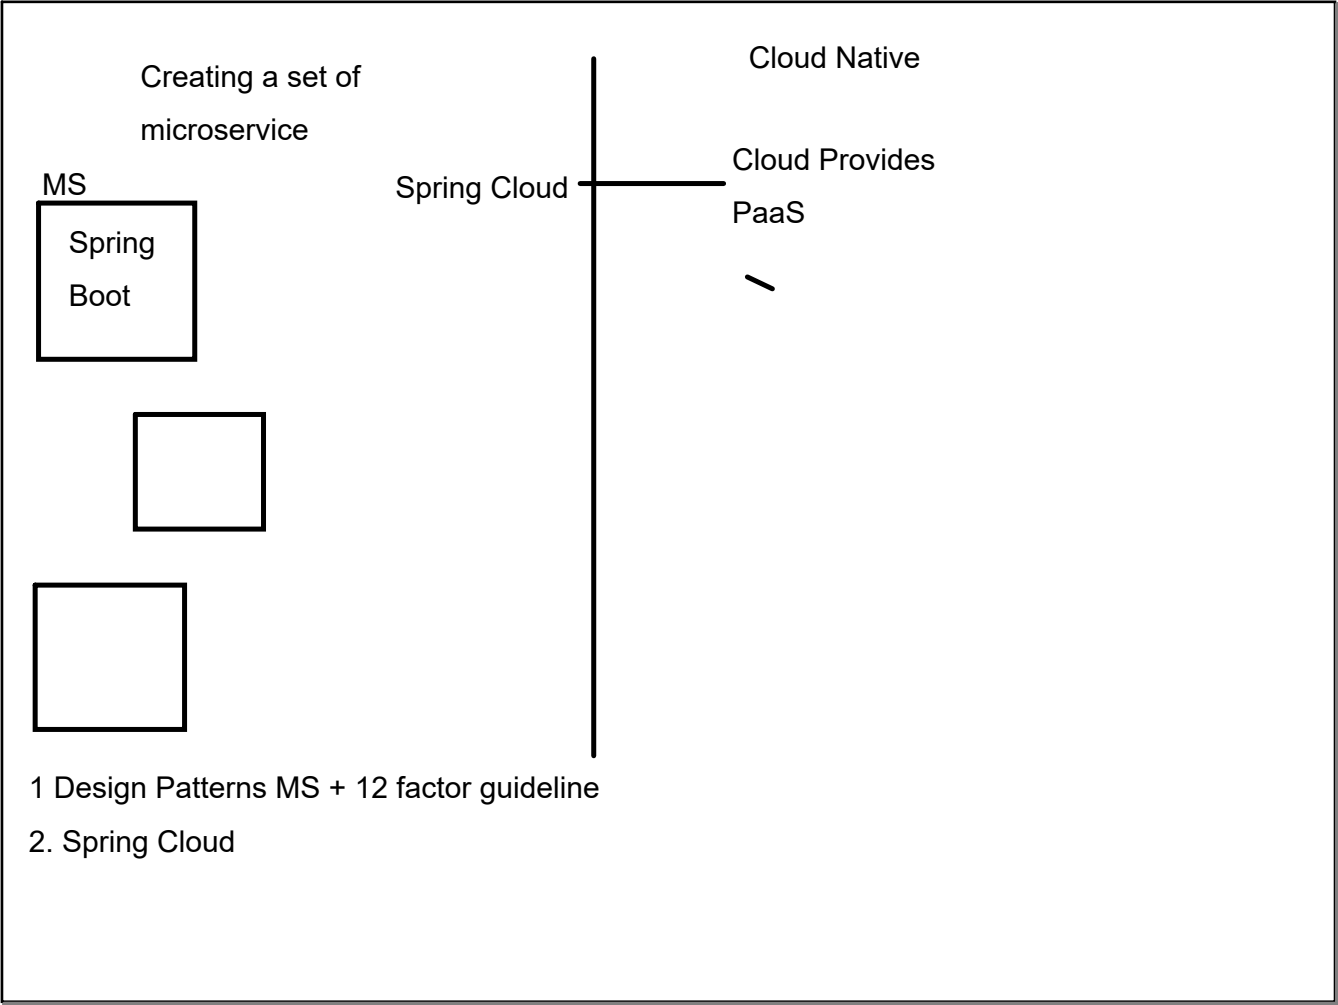 Creating a set of
microservice
MS
Spring
Boot
Spring Cloud
Cloud Native
Cloud Provides
PaaS
1 Design Patterns MS + 12 factor guideline
2. Spring Cloud